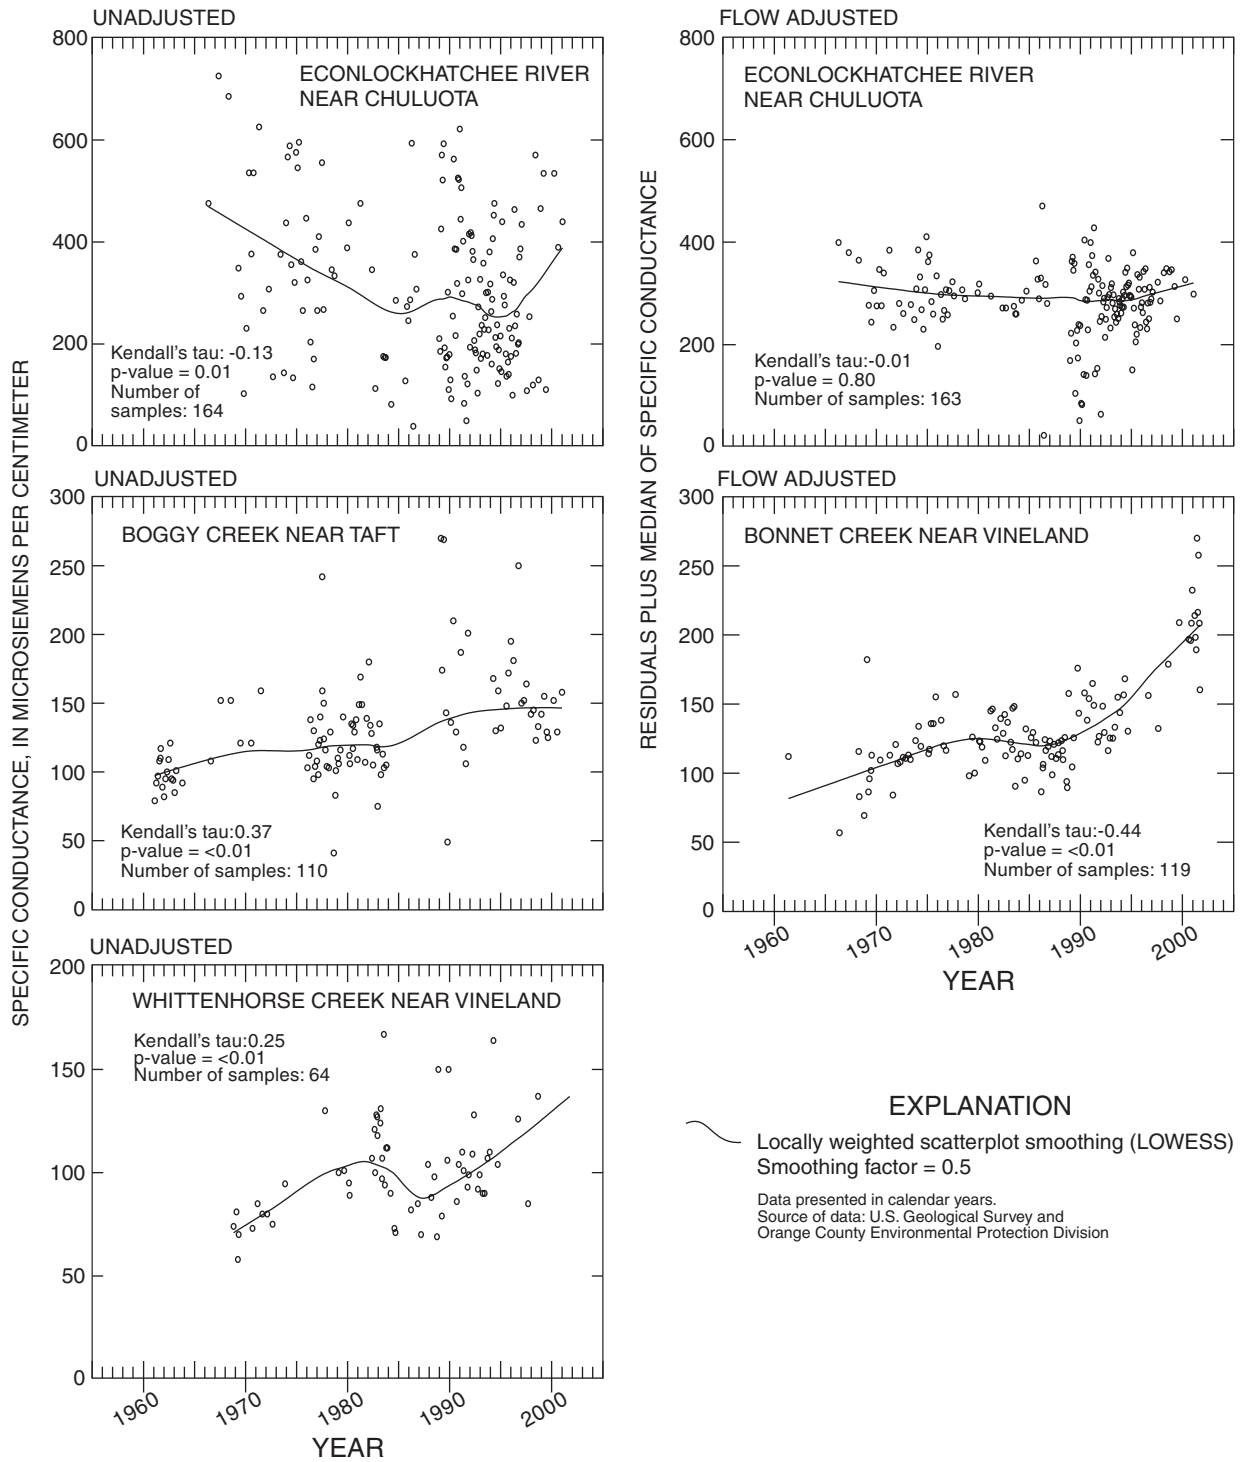 UNADJUSTED
800
600
400
200
0
ECONLOCKHATCHEE RIVER
NEAR CHULUOTA
Kendall's tau: -0.13
p-value = 0.01
Number of
samples: 164
FLOW ADJUSTED
800
600
400
200
0
ECONLOCKHATCHEE RIVER
NEAR CHULUOTA
Kendall's tau:-0.01
p-value = 0.80
Number of samples: 163
SPECIFIC CONDUCTANCE, IN MICROSIEMENS PER CENTIMETER
RESIDUALS PLUS MEDIAN OF SPECIFIC CONDUCTANCE
UNADJUSTED
300
250
200
150
100
50
0
BOGGY CREEK NEAR TAFT
Kendall's tau:0.37
p-value = <0.01
Number of samples: 110
FLOW ADJUSTED
300
250
200
150
100
50
0
BONNET CREEK NEAR VINELAND
Kendall's tau:-0.44
p-value = <0.01
Number of samples: 119
1960
1970
1980
1990
2000
YEAR
UNADJUSTED
200
150
100
50
0
WHITTENHORSE CREEK NEAR VINELAND
Kendall's tau:0.25
p-value = <0.01
Number of samples: 64
1960
1970
1980
1990
2000
YEAR
EXPLANATION
Locally weighted scatterplot smoothing (LOWESS)
Smoothing factor = 0.5
Data presented in calendar years.
Source of data: U.S. Geological Survey and
Orange County Environmental Protection Division